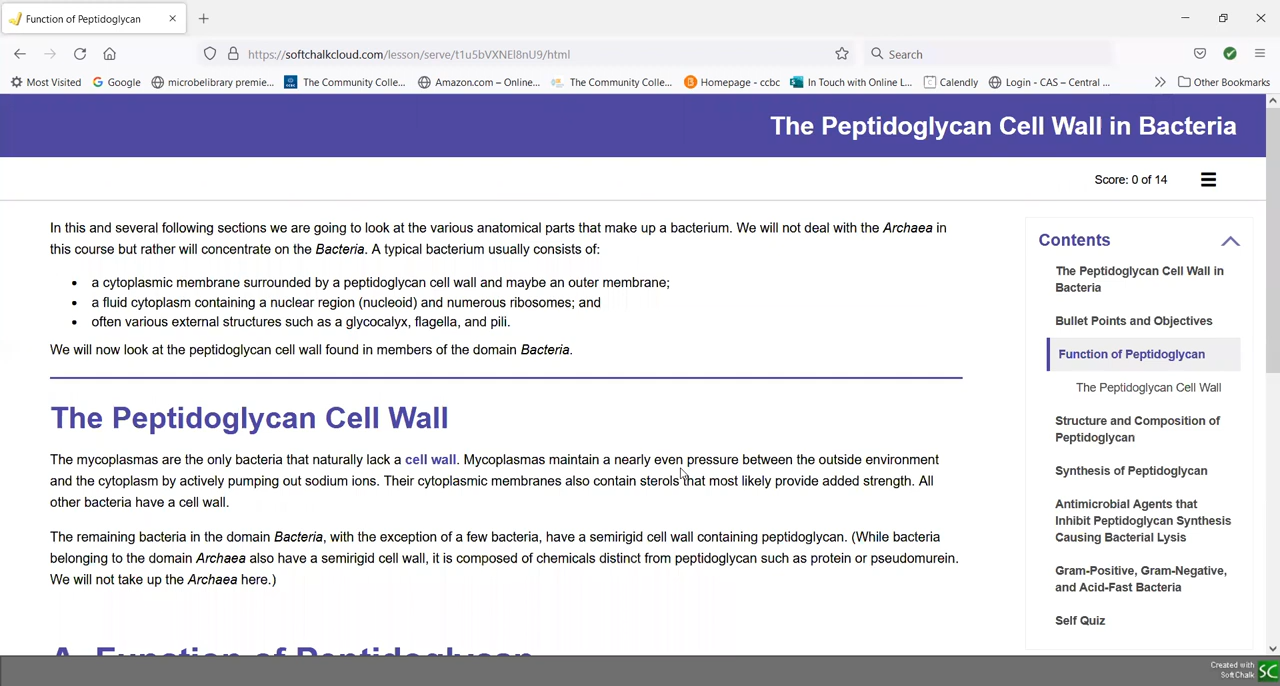 Function of Peptidoglycan
https://softchalkcloud.com/lesson/serve/t1u5bVXNEl8nU9/html
Search
Most Visited
Google
microbelibrary premie...
The Community Colle...
Amazon.com – Online...
The Community Colle...
Homepage - ccbc
In Touch with Online L...
Calendly
Login - CAS – Central ...
Other Bookmarks
The Peptidoglycan Cell Wall in Bacteria
Score: 0 of 14
In this and several following sections we are going to look at the various anatomical parts that make up a bacterium. We will not deal with the Archaea in
this course but rather will concentrate on the Bacteria. A typical bacterium usually consists of:
• a cytoplasmic membrane surrounded by a peptidoglycan cell wall and maybe an outer membrane;
• a fluid cytoplasm containing a nuclear region (nucleoid) and numerous ribosomes; and
• often various external structures such as a glycocalyx, flagella, and pili.
We will now look at the peptidoglycan cell wall found in members of the domain Bacteria.
The Peptidoglycan Cell Wall
The mycoplasmas are the only bacteria that naturally lack a cell wall. Mycoplasmas maintain a nearly even pressure between the outside environment
and the cytoplasm by actively pumping out sodium ions. Their cytoplasmic membranes also contain sterols that most likely provide added strength. All
other bacteria have a cell wall.
The remaining bacteria in the domain Bacteria, with the exception of a few bacteria, have a semirigid cell wall containing peptidoglycan. (While bacteria
belonging to the domain Archaea also have a semirigid cell wall, it is composed of chemicals distinct from peptidoglycan such as protein or pseudomurein.
We will not take up the Archaea here.)
A. Function of Peptidoglycan
Contents
The Peptidoglycan Cell Wall in
Bacteria
Bullet Points and Objectives
Function of Peptidoglycan
The Peptidoglycan Cell Wall
Structure and Composition of
Peptidoglycan
Synthesis of Peptidoglycan
Antimicrobial Agents that
Inhibit Peptidoglycan Synthesis
Causing Bacterial Lysis
Gram-Positive, Gram-Negative,
and Acid-Fast Bacteria
Self Quiz
Created with
SoftChalk
SC